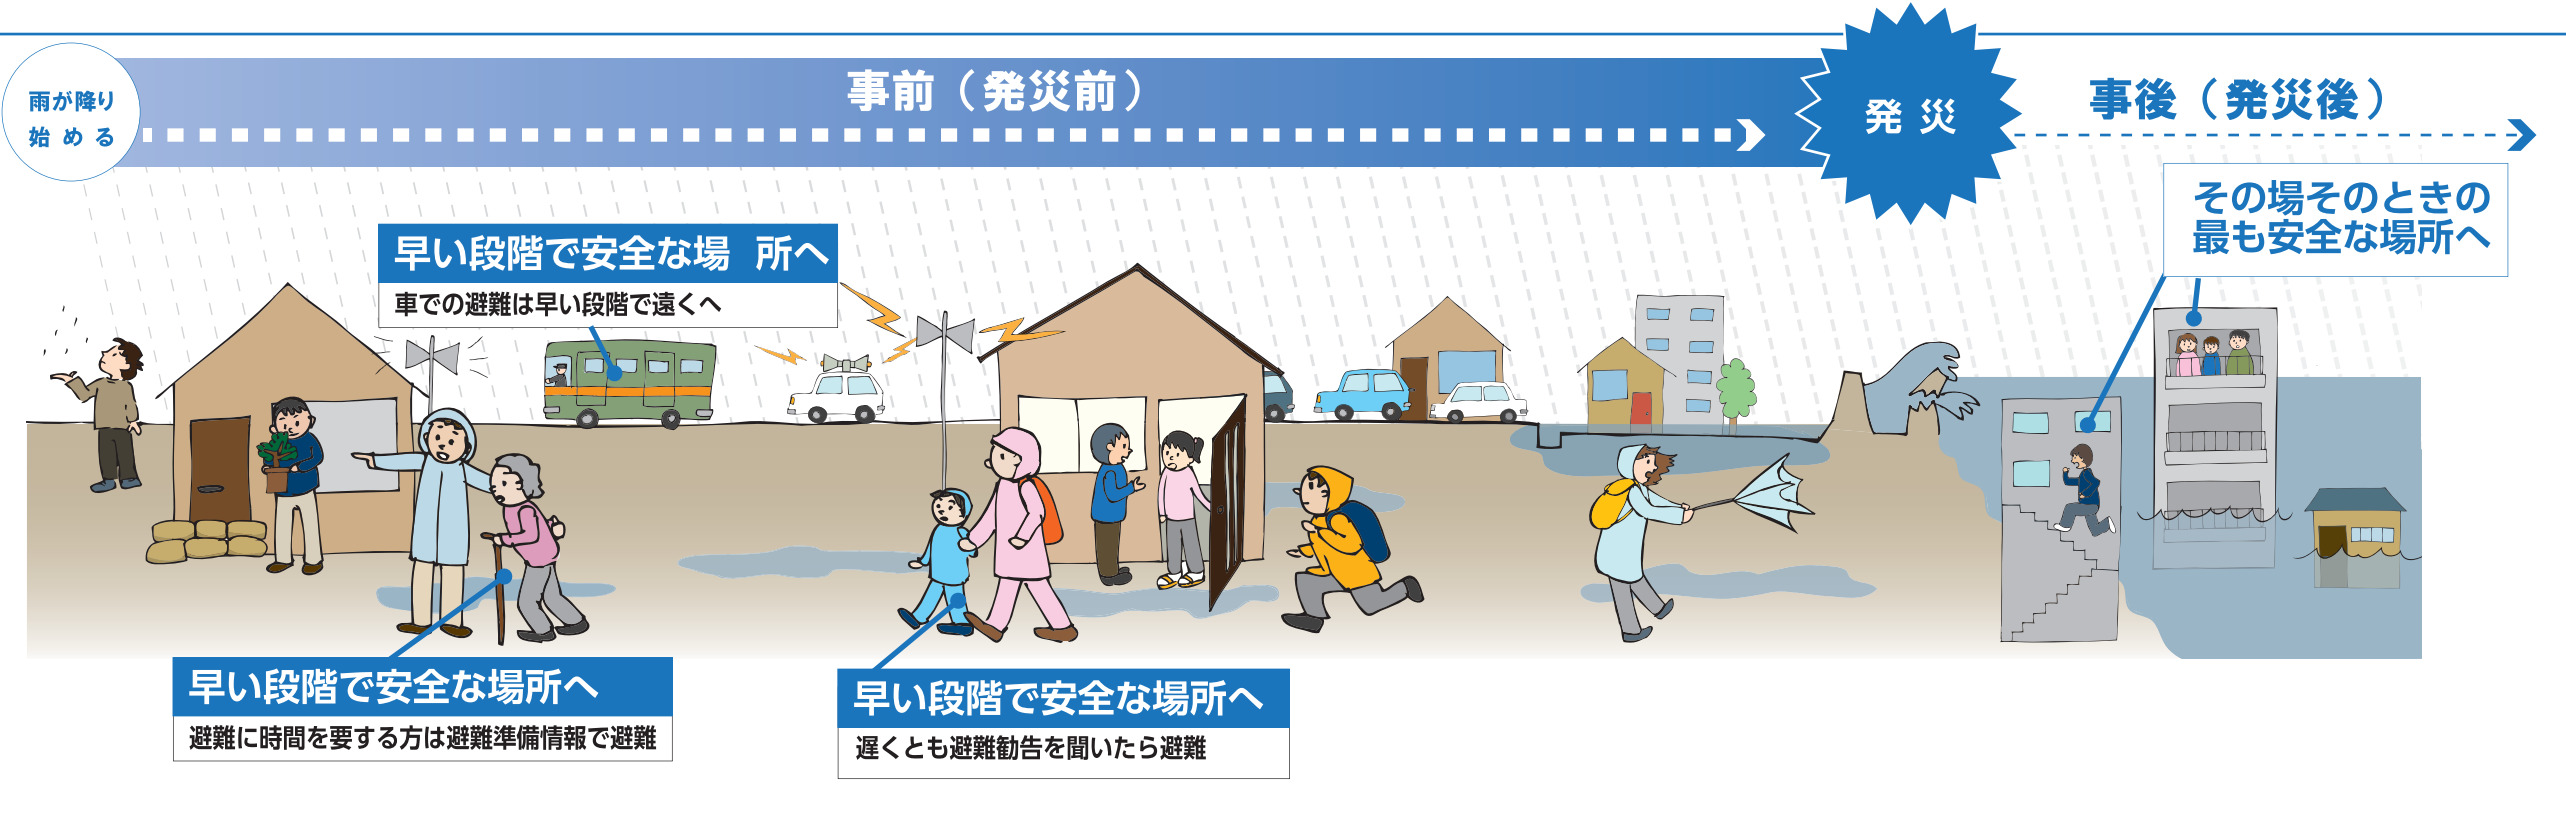 雨が降り
始める
事前（発災前）
発災
事後（発災後）
その場そのときの
最も安全な場所へ
早い段階で安全な場 所へ
車での避難は早い段階で遠くへ
早い段階で安全な場所へ
避難に時間を要する方は避難準備情報で避難
早い段階で安全な場所へ
遅くとも避難勧告を聞いたら避難